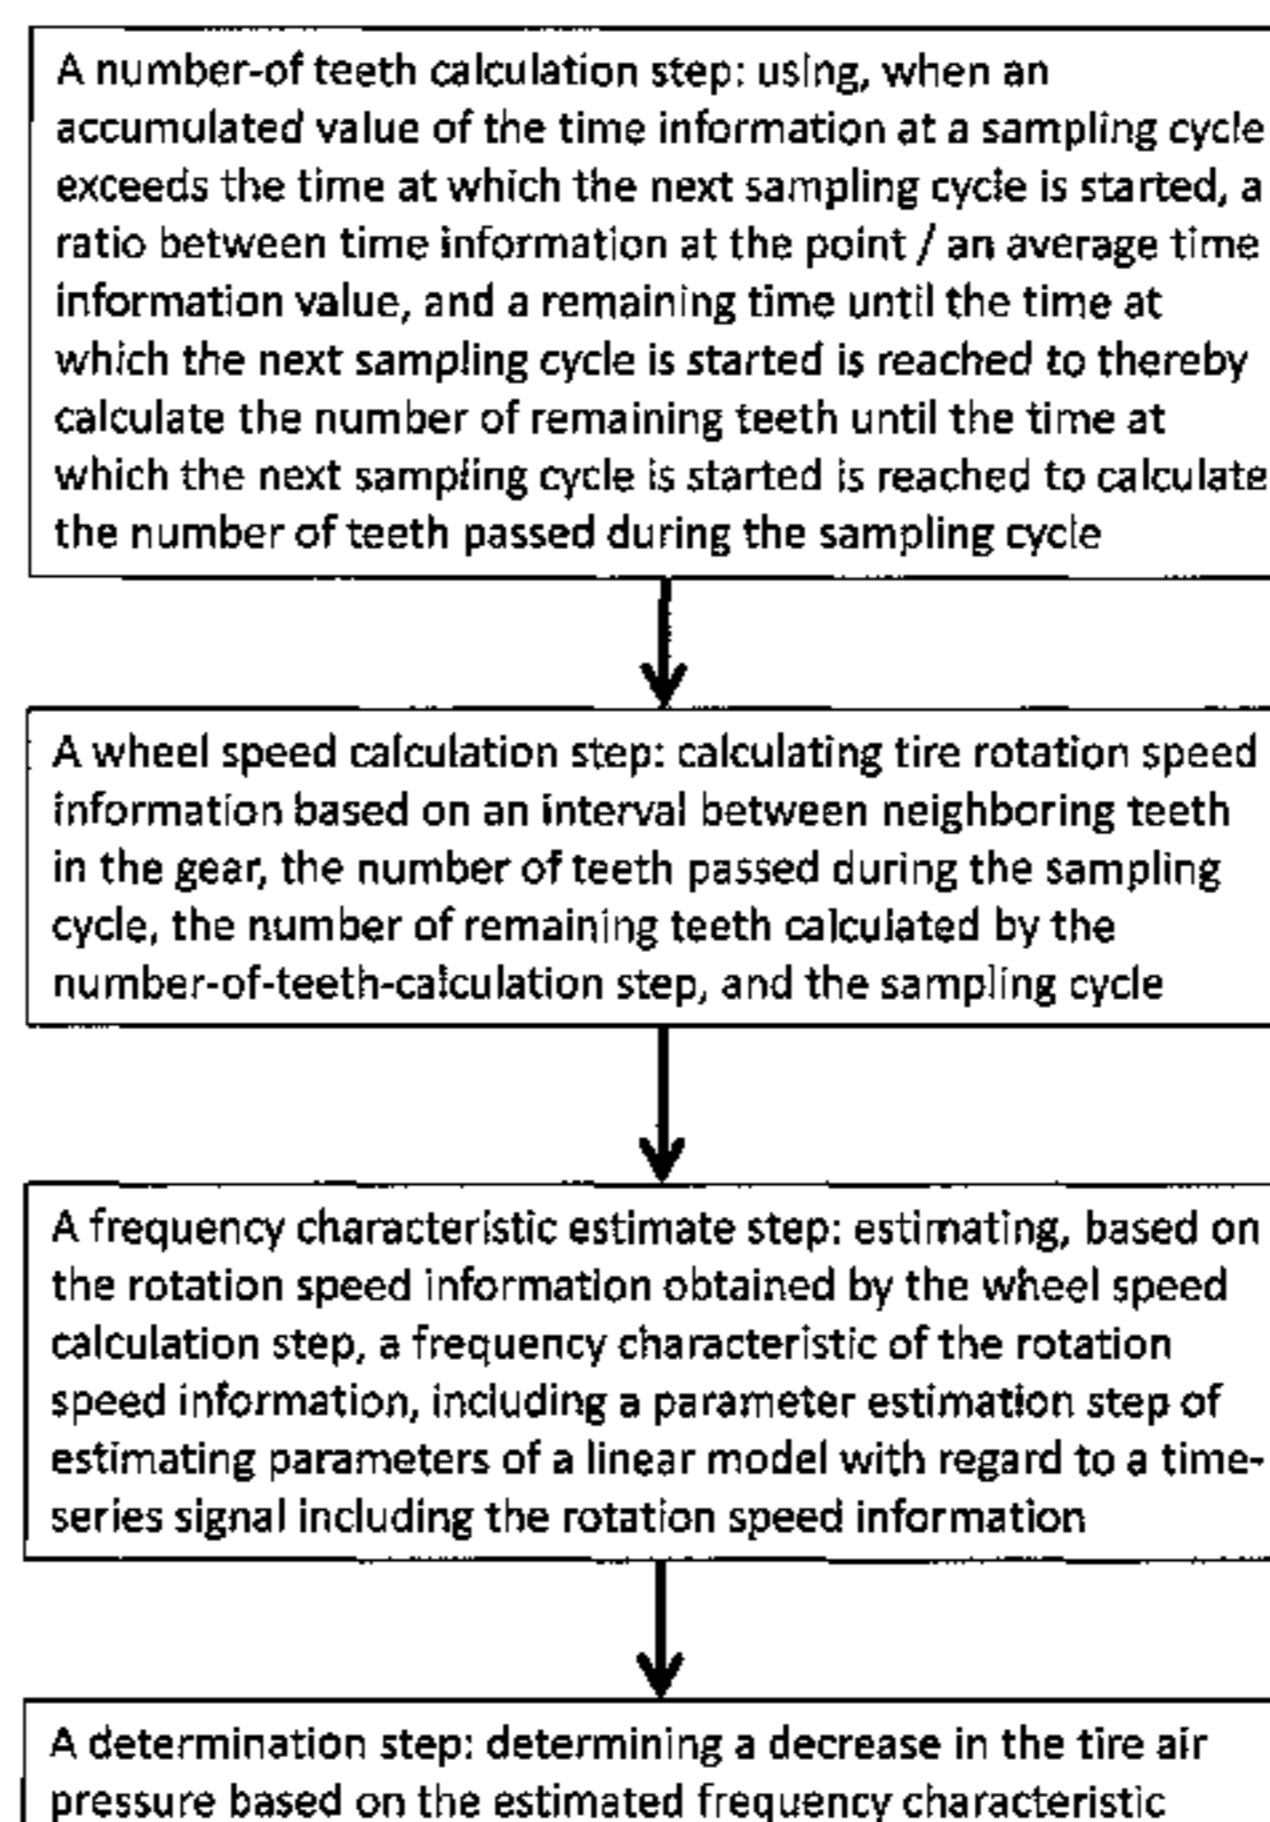 A number-of teeth calculation step: using, when an
accumulated value of the time information at a sampling cycle
exceeds the time at which the next sampling cycle is started, a
ratio between time information at the point / an average time
information value, and a remaining time until the time at
which the next sampling cycle is started is reached to thereby
calculate the number of remaining teeth until the time at
which the next sampling cycle is started is reached to calculate
the number of teeth passed during the sampling cycle
A wheel speed calculation step: calculating tire rotation speed
information based on an interval between neighboring teeth
in the gear, the number of teeth passed during the sampling
cycle, the number of remaining teeth calculated by the
number-of-teeth-calculation step, and the sampling cycle
A frequency characteristic estimate step: estimating, based on
the rotation speed information obtained by the wheel speed
calculation step, a frequency characteristic of the rotation
speed information, including a parameter estimation step of
estimating parameters of a linear model with regard to a time-
series signal including the rotation speed information
A determination step: determining a decrease in the tire air
pressure based on the estimated frequency characteristic